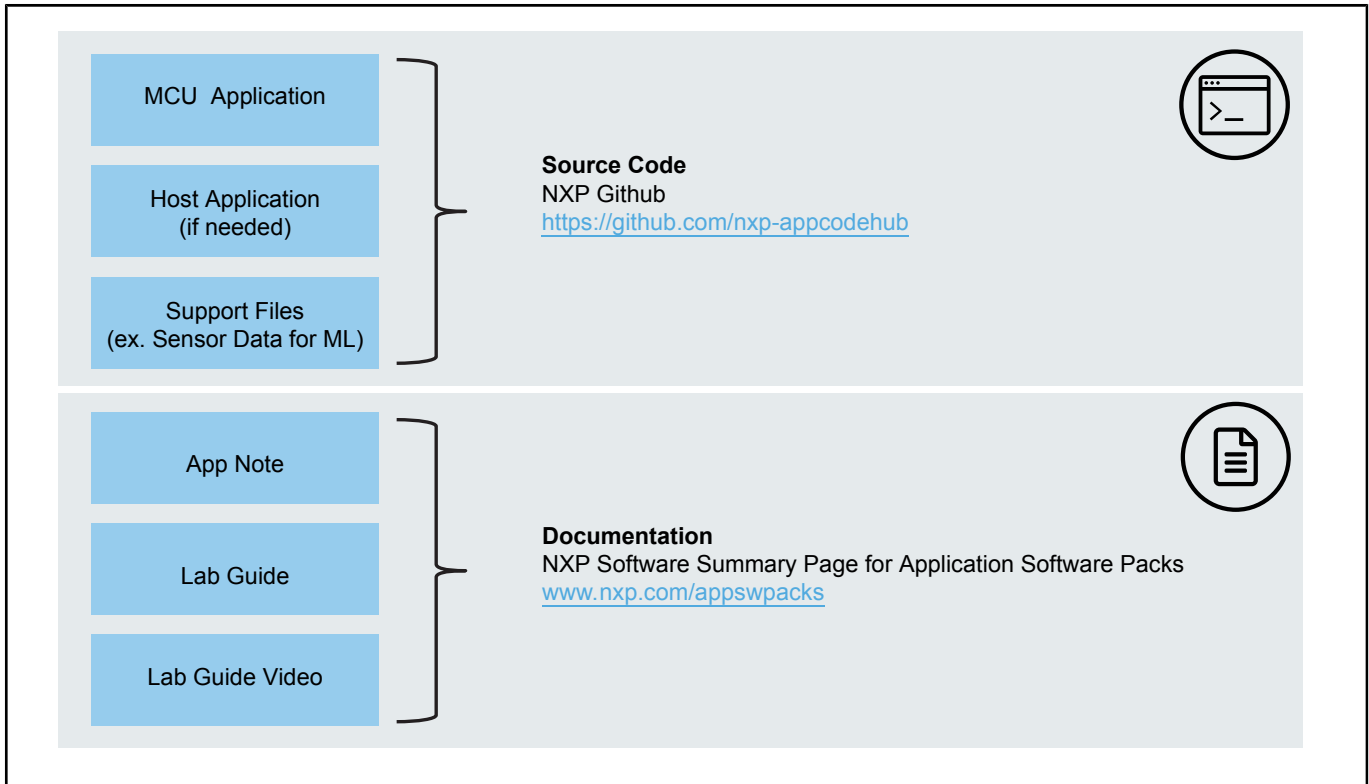 MCU Application
Host Application
(if needed)
Support Files
(ex. Sensor Data for ML)
Source Code
NXP Github
https://github.com/nxp-appcodehub
>_
App Note
Lab Guide
Lab Guide Video
Documentation
NXP Software Summary Page for Application Software Packs
www.nxp.com/appswpacks